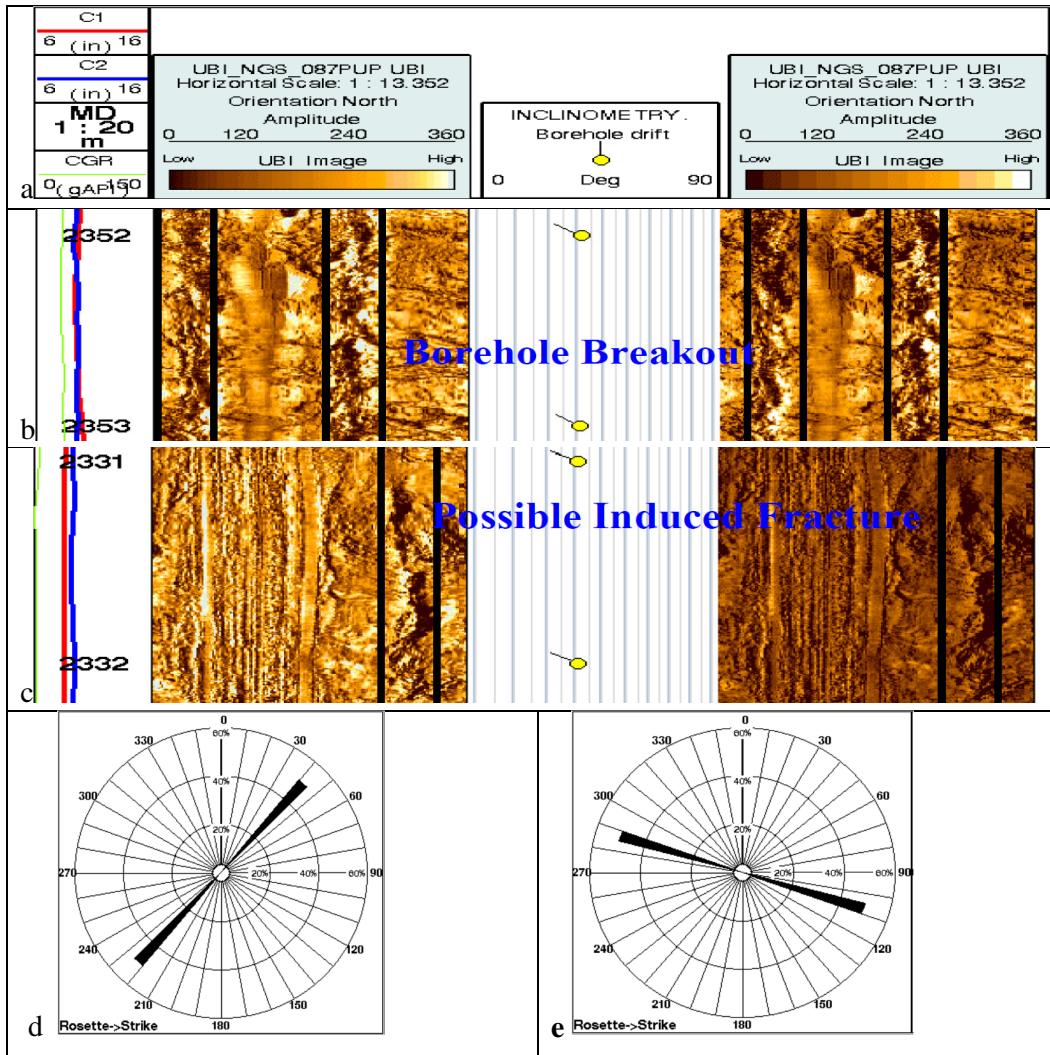 C1
6 (in) 16
C2
6 (in) 16
MD
1 : 20
m
CGR
0 (gAPI) 150
a
UBI_NGS_087PUP UBI
Horizontal Scale: 1 : 13.352
Orientation North
Amplitude
0 120 240 360
Low UBI Image High
INCLINOMETRY.
Borehole drift
0 Deg 90
UBI_NGS_087PUP UBI
Horizontal Scale: 1 : 13.352
Orientation North
Amplitude
0 120 240 360
Low UBI Image High
2352
Borehole Breakout
2353
b
2331
Possible Induced Fracture
2332
c
0
60%
330 30
40%
300 60
20%
270 20% 40% 60% 90
240 120
210 150
180
d Rosette->Strike
0
60%
330 30
40%
300 60
20%
270 20% 40% 60% 90
240 120
210 150
180
e Rosette->Strike